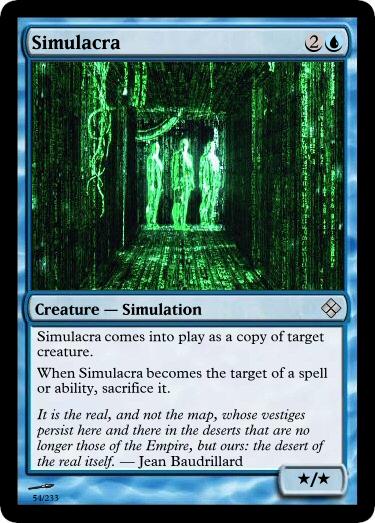 Simulacra 2
Creature — Simulation
Simulacra comes into play as a copy of target
creature.
When Simulacra becomes the target of a spell
or ability, sacrifice it.
It is the real, and not the map, whose vestiges
persist here and there in the deserts that are no
longer those of the Empire, but ours: the desert of
the real itself. — Jean Baudrillard
★/★
54/233